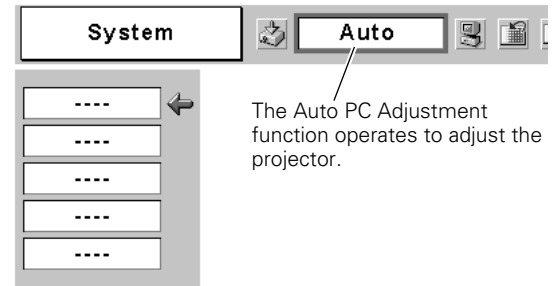 System
Auto
The Auto PC Adjustment
function operates to adjust the
projector.
----
----
----
----
----